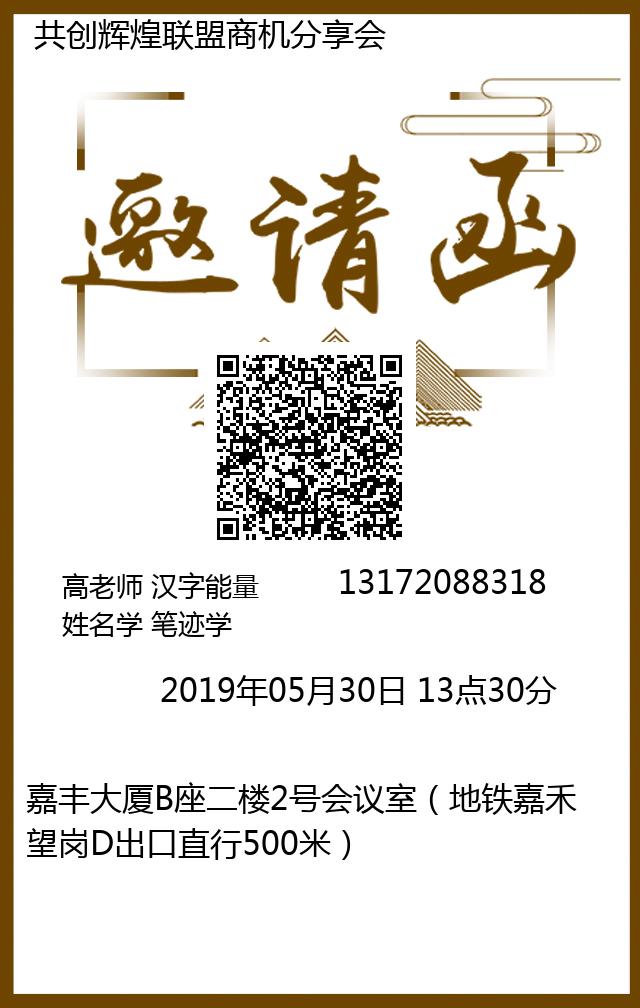 共创辉煌联盟商机分享会
邀请函
高老师 汉字能量
13172088318
姓名学 笔迹学
2019年05月30日 13点30分
嘉丰大厦B座二楼2号会议室（地铁嘉禾
望岗D出口直行500米）